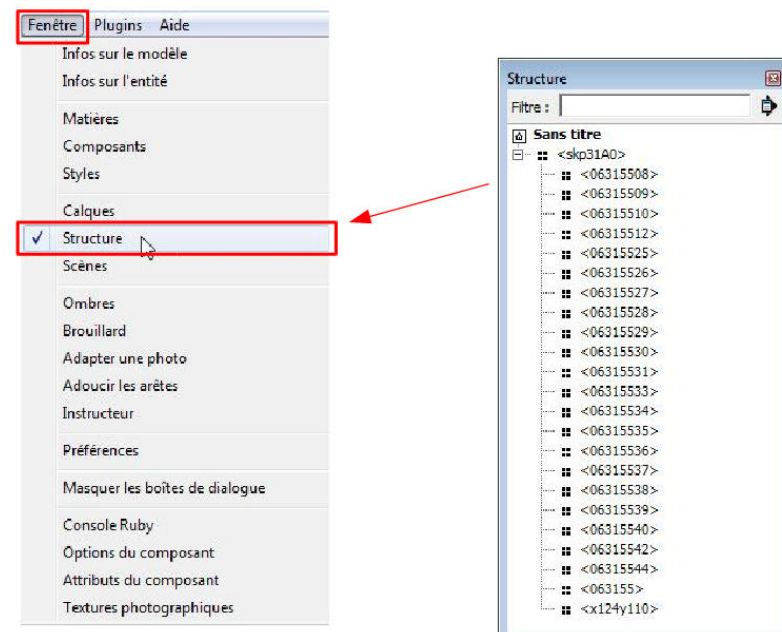 Fenêtre Plugins Aide
Infos sur le modèle
Infos sur l'entité
Matières
Composants
Styles
Calques
Structure
Scènes
Ombres
Brouillard
Adapter une photo
Adoucir les arêtes
Instructeur
Préférences
Masquer les boîtes de dialogue
Console Ruby
Options du composant
Attributs du composant
Textures photographiques
Structure
Filtre :
Sans titre
<skp31A0>
<06315508>
<06315509>
<06315510>
<06315512>
<06315525>
<06315526>
<06315527>
<06315528>
<06315529>
<06315530>
<06315531>
<06315533>
<06315534>
<06315535>
<06315536>
<06315537>
<06315538>
<06315539>
<06315540>
<06315542>
<06315544>
<063155>
<x124y110>